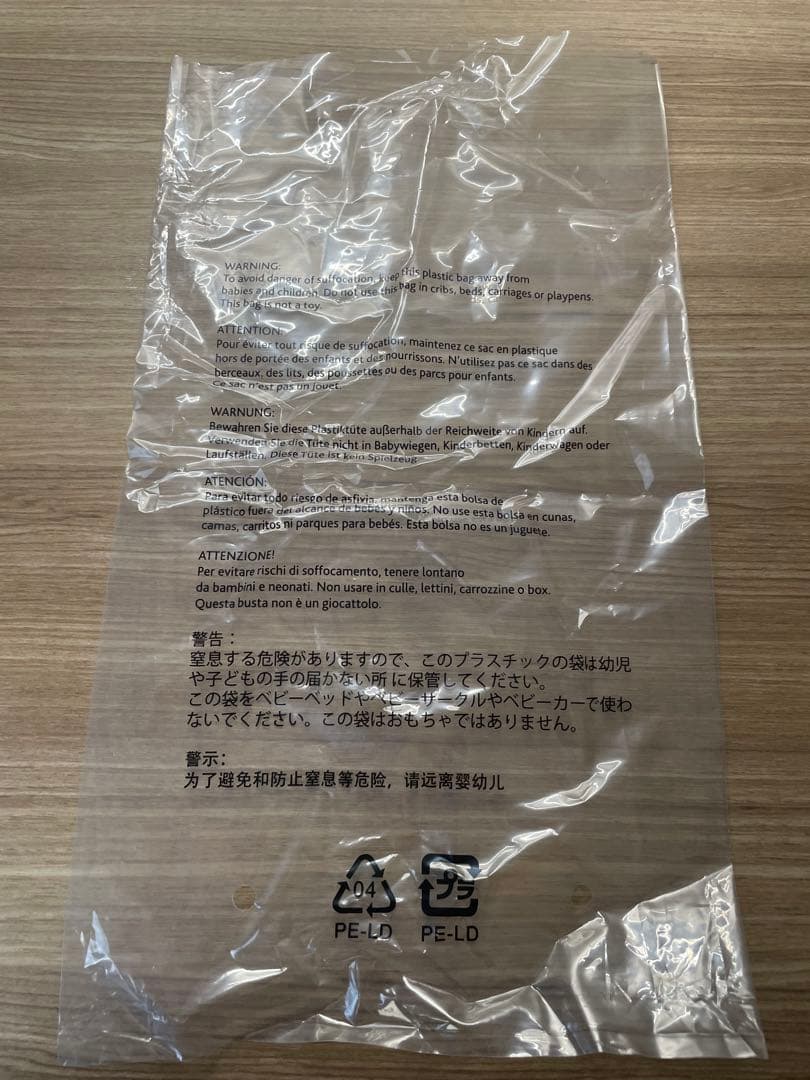 WARNING:
To avoid danger of suffocation, keep this plastic bag away from
babies and children. Do not use this bag in cribs, beds, carriages or playpens.
This bag is not a toy.
ATTENTION:
Pour éviter tout risque de suffocation, maintenez ce sac en plastique
hors de portée des enfants et des nourrissons. N'utilisez pas ce sac dans des
berceaux, des lits, des poussettes ou des parcs pour enfants.
Ce sac n'est pas un jouet.
WARNUNG:
Bewahren Sie diese Plastiktüte außerhalb der Reichweite von Kindern auf.
Verwenden Sie die Tüte nicht in Babywiegen, Kinderbetten, Kinderwagen oder
Laufställen. Diese Tüte ist kein Spielzeug
ATENCIÓN:
Para evitar todo riesgo de asfixia, mantenga esta bolsa de
plástico fuera del alcance de bebés y niños. No use esta bolsa en cunas,
camas, carritos ni parques para bebés. Esta bolsa no es un juguete.
ATTENZIONE!
Per evitare rischi di soffocamento, tenere lontano
da bambini e neonati. Non usare in culle, lettini, carrozzine o box.
Questa busta non è un giocattolo.
警告：
窒息する危険がありますので、このプラスチックの袋は幼児
や子どもの手の届かない所に保管してください。
この袋をベビーベッドやベビーサークルやベビーカーで使わ
ないでください。この袋はおもちゃではありません。
警示：
为了避免和防止窒息等危险，请远离婴幼儿
04 プラ
PE-LD PE-LD